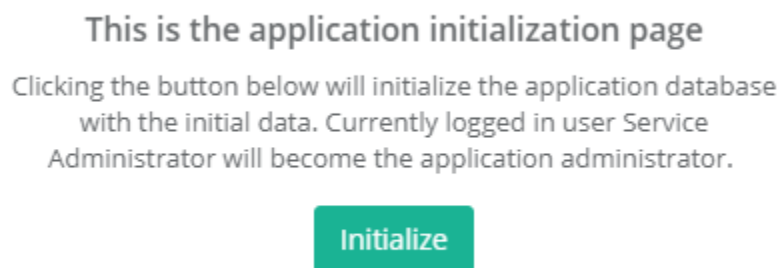 This is the application initialization page
Clicking the button below will initialize the application database
with the initial data. Currently logged in user Service
Administrator will become the application administrator.
Initialize